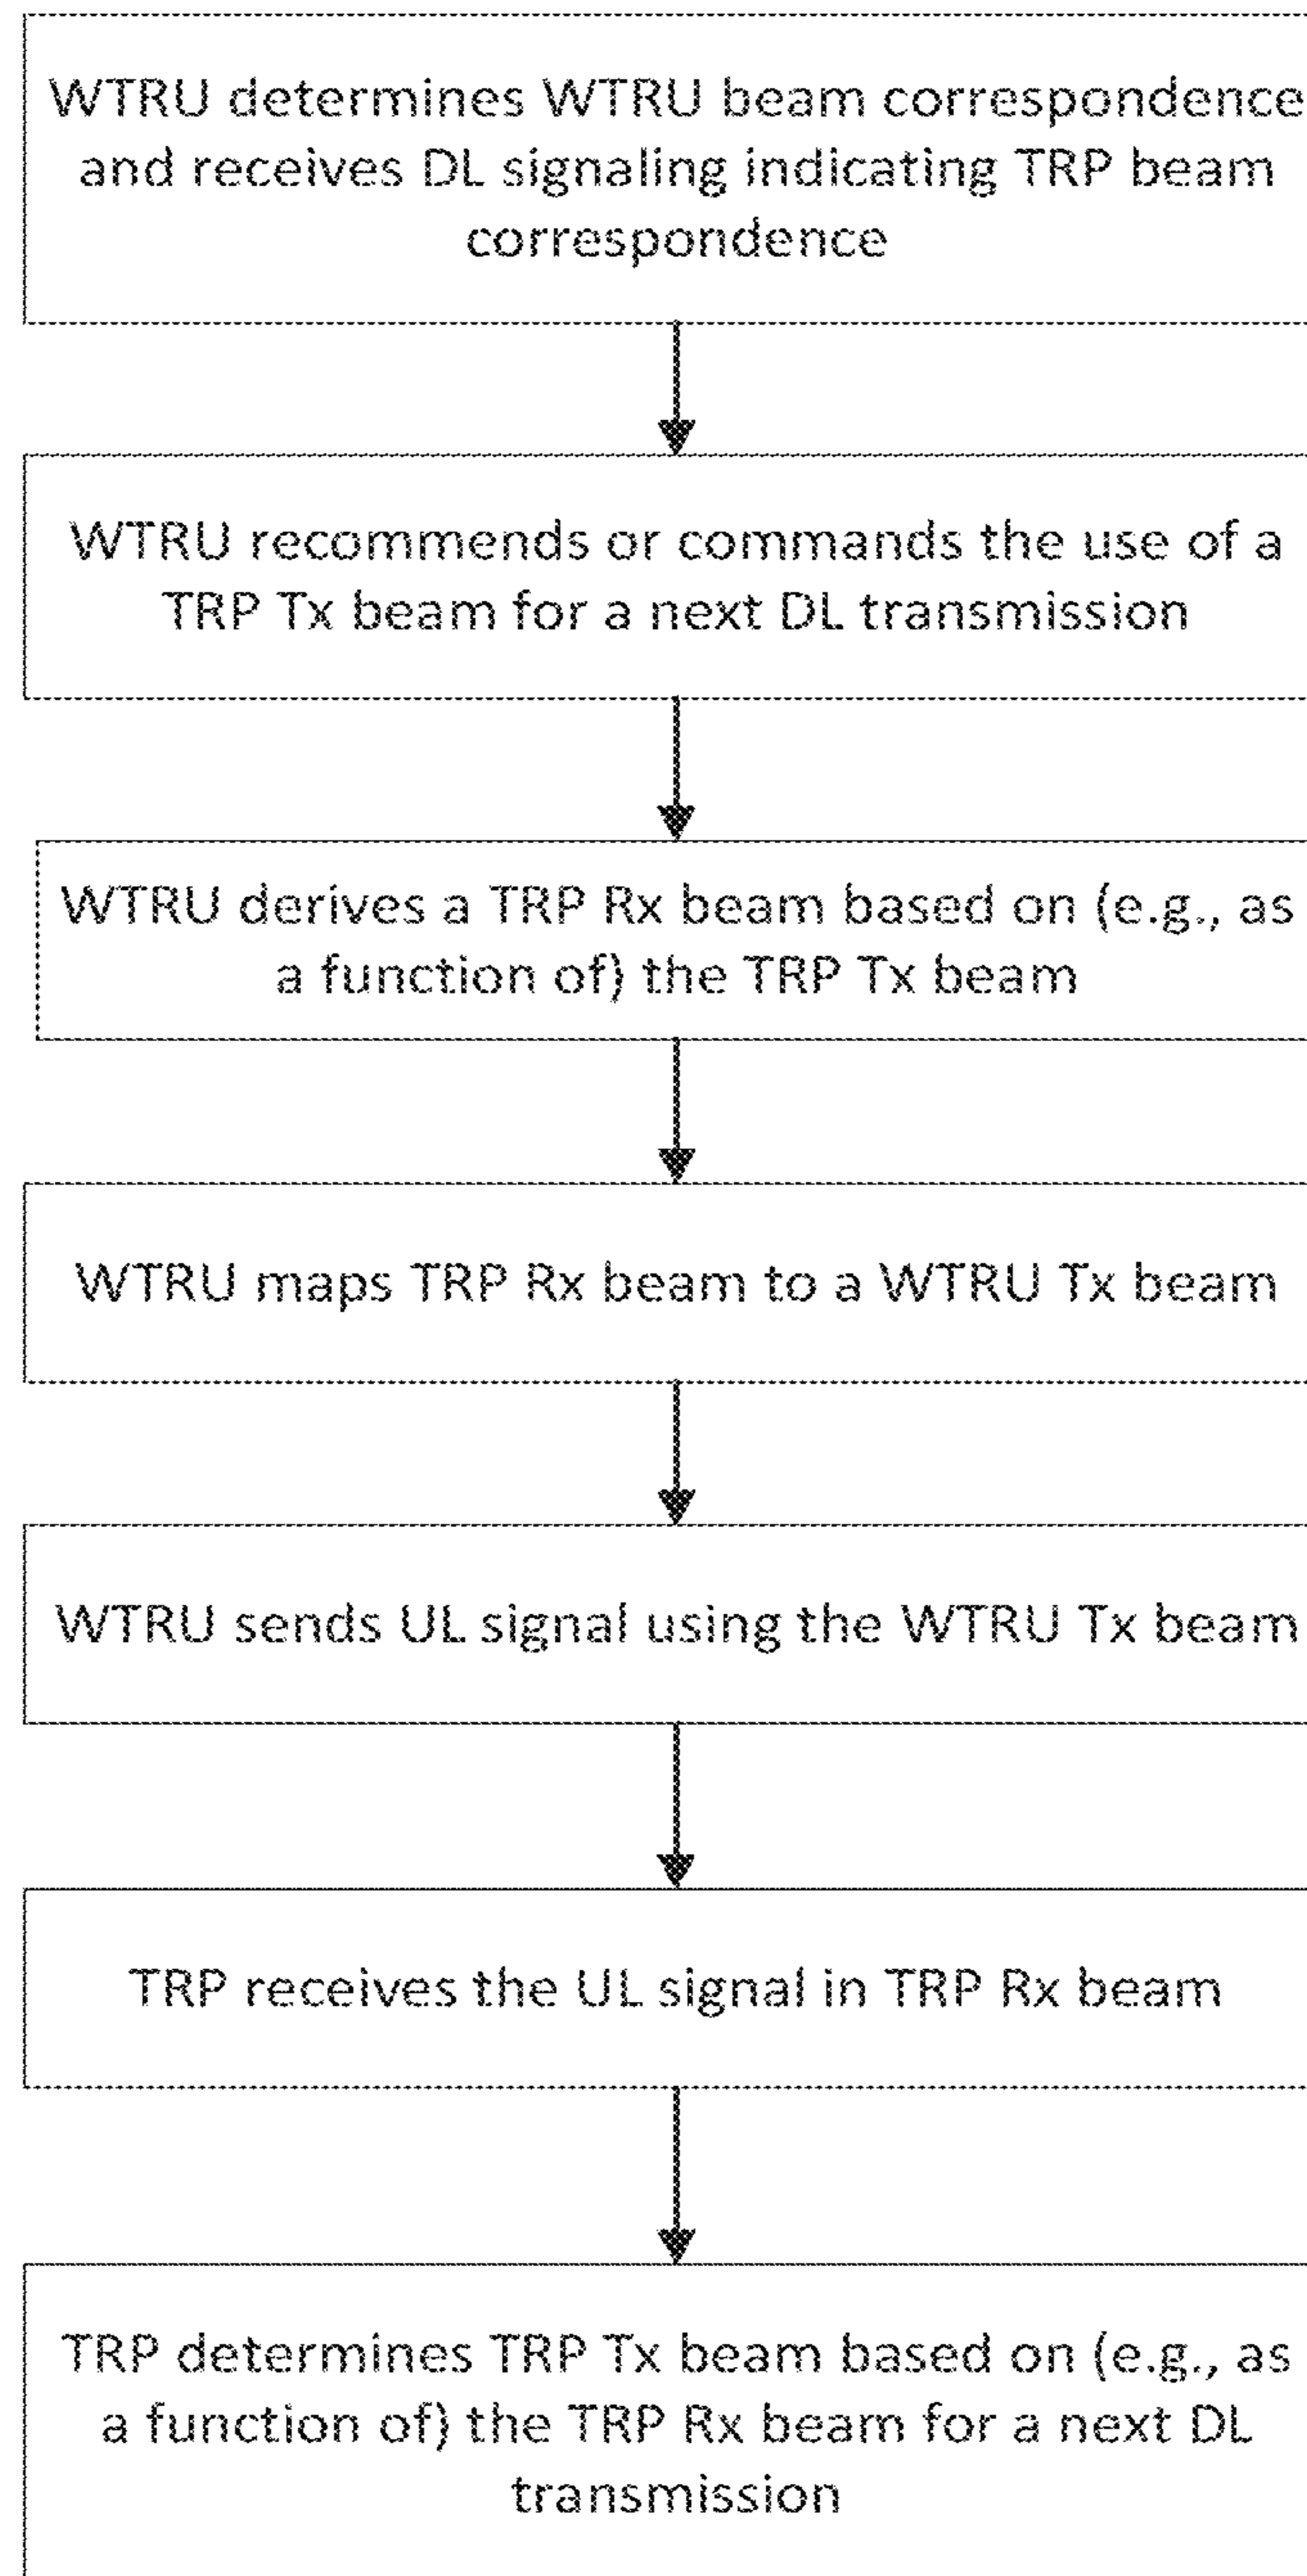 WTRU determines WTRU beam correspondence
and receives DL signaling indicating TRP beam
correspondence
WTRU recommends or commands the use of a
TRP Tx beam for a next DL transmission
WTRU derives a TRP Rx beam based on (e.g., as
a function of) the TRP Tx beam
WTRU maps TRP Rx beam to a WTRU Tx beam
WTRU sends UL signal using the WTRU Tx beam
TRP receives the UL signal in TRP Rx beam
TRP determines TRP Tx beam based on (e.g., as
a function of) the TRP Rx beam for a next DL
transmission